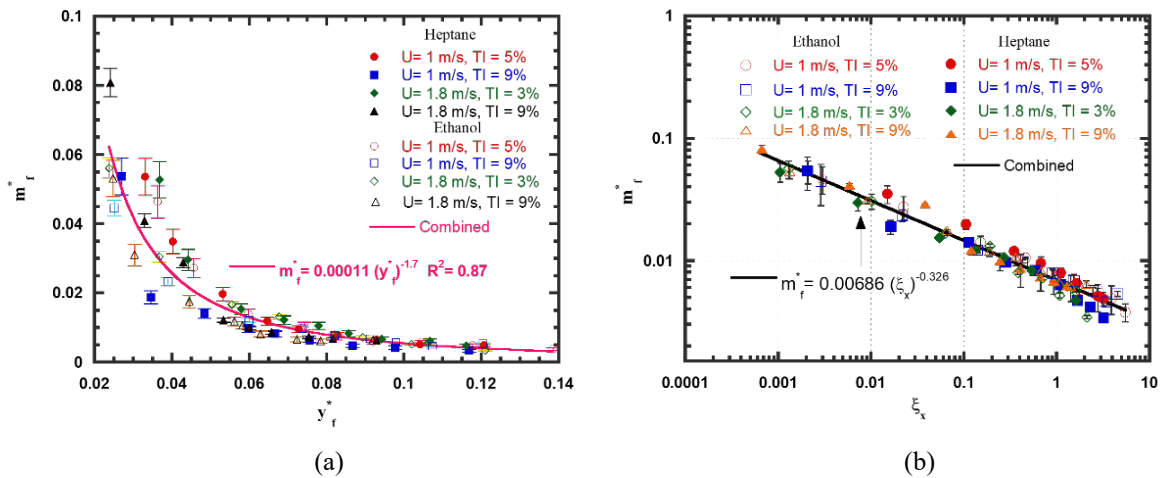 0.1
0.08
0.06
0.04
0.02
0
m*f
Heptane
U= 1 m/s, TI = 5%
U= 1 m/s, TI = 9%
U= 1.8 m/s, TI = 3%
U= 1.8 m/s, TI = 9%
Ethanol
U= 1 m/s, TI = 5%
U= 1 m/s, TI = 9%
U= 1.8 m/s, TI = 3%
U= 1.8 m/s, TI = 9%
Combined
m*f = 0.00011 (y*f)^-1.7 R^2= 0.87
0.02 0.04 0.06 0.08 0.1 0.12 0.14
y*f
(a)
1
0.1
0.01
m*f
Ethanol
U= 1 m/s, TI = 5%
U= 1 m/s, TI = 9%
U= 1.8 m/s, TI = 3%
U= 1.8 m/s, TI = 9%
Heptane
U= 1 m/s, TI = 5%
U= 1 m/s, TI = 9%
U= 1.8 m/s, TI = 3%
U= 1.8 m/s, TI = 9%
Combined
m*f = 0.00686 (ξx)^-0.326
0.0001 0.001 0.01 0.1 1 10
ξx
(b)